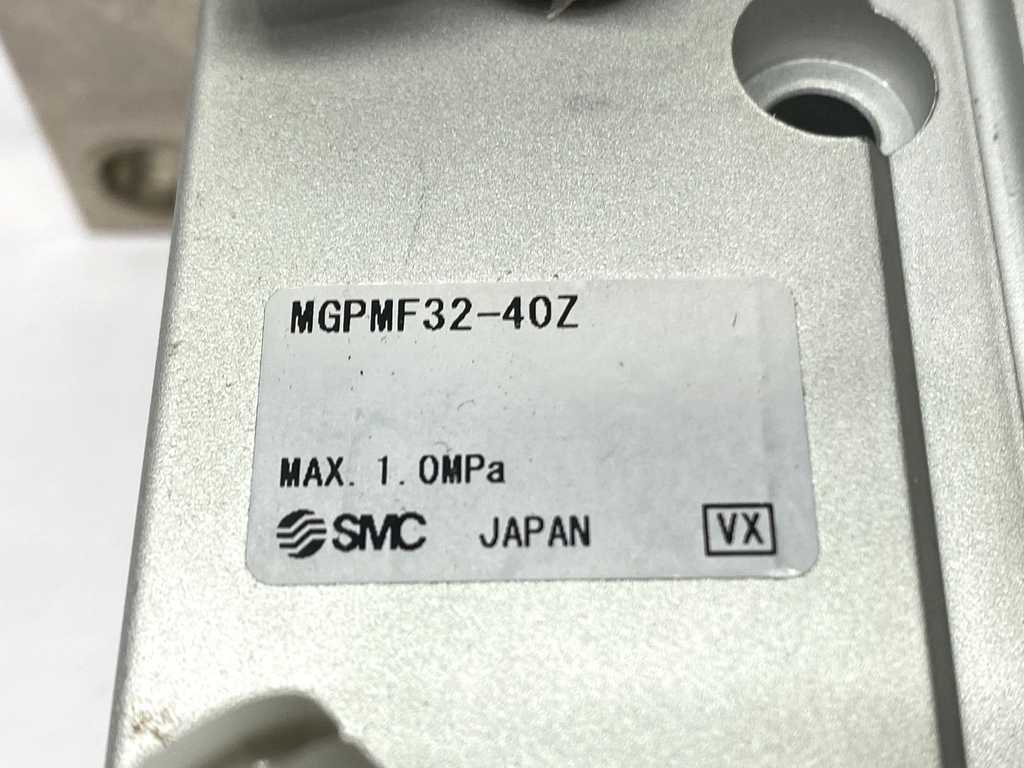 MGPMF32-40Z
MAX. 1.0MPa
SMC JAPAN VX